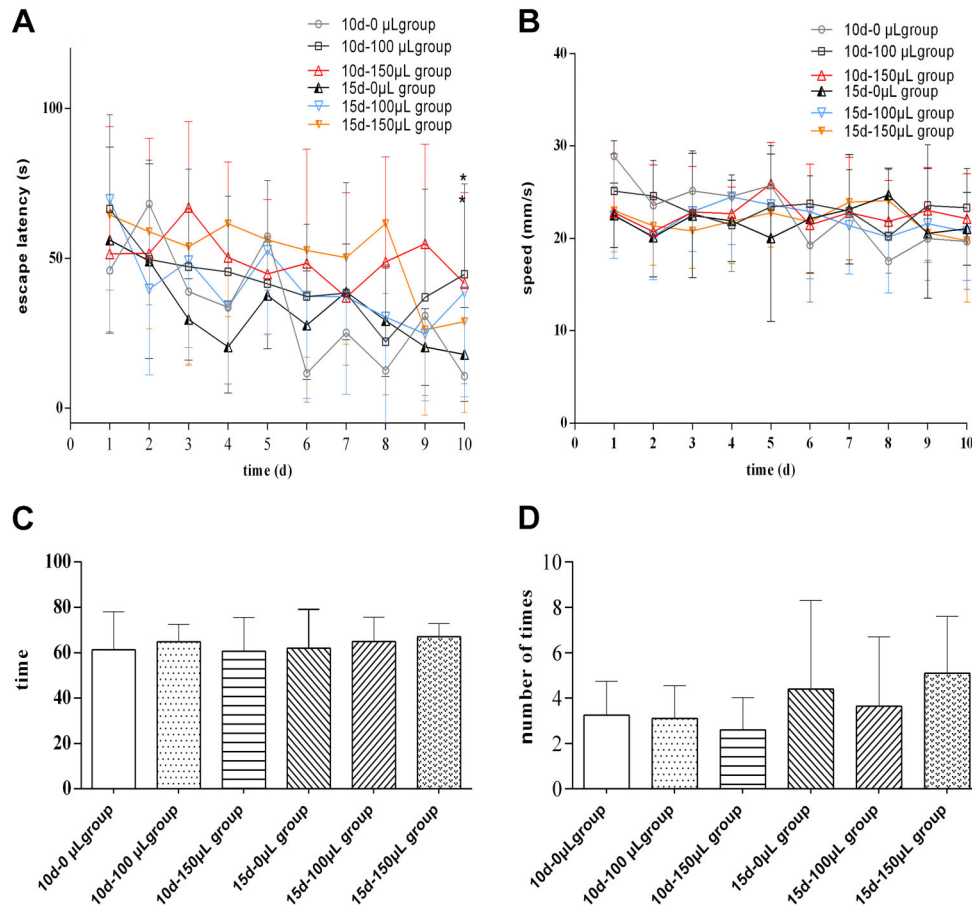 A
10d-0 μLgroup
10d-100 μLgroup
10d-150μL group
15d-0μL group
15d-100μL group
15d-150μL group
escape latency (s)
100
50
0
*
*
0 1 2 3 4 5 6 7 8 9 10
time (d)
B
10d-0 μLgroup
10d-100 μLgroup
10d-150μL group
15d-0μL group
15d-100μL group
15d-150μL group
speed (mm/s)
40
30
20
10
0
0 1 2 3 4 5 6 7 8 9 10
time (d)
C
time
100
80
60
40
20
0
10d-0 μLgroup
10d-100 μLgroup
10d-150μL group
15d-0μL group
15d-100μL group
15d-150μL group
D
number of times
10
8
6
4
2
0
10d-0μLgroup
10d-100 μLgroup
10d-150μL group
15d-0μL group
15d-100μL group
15d-150μL group